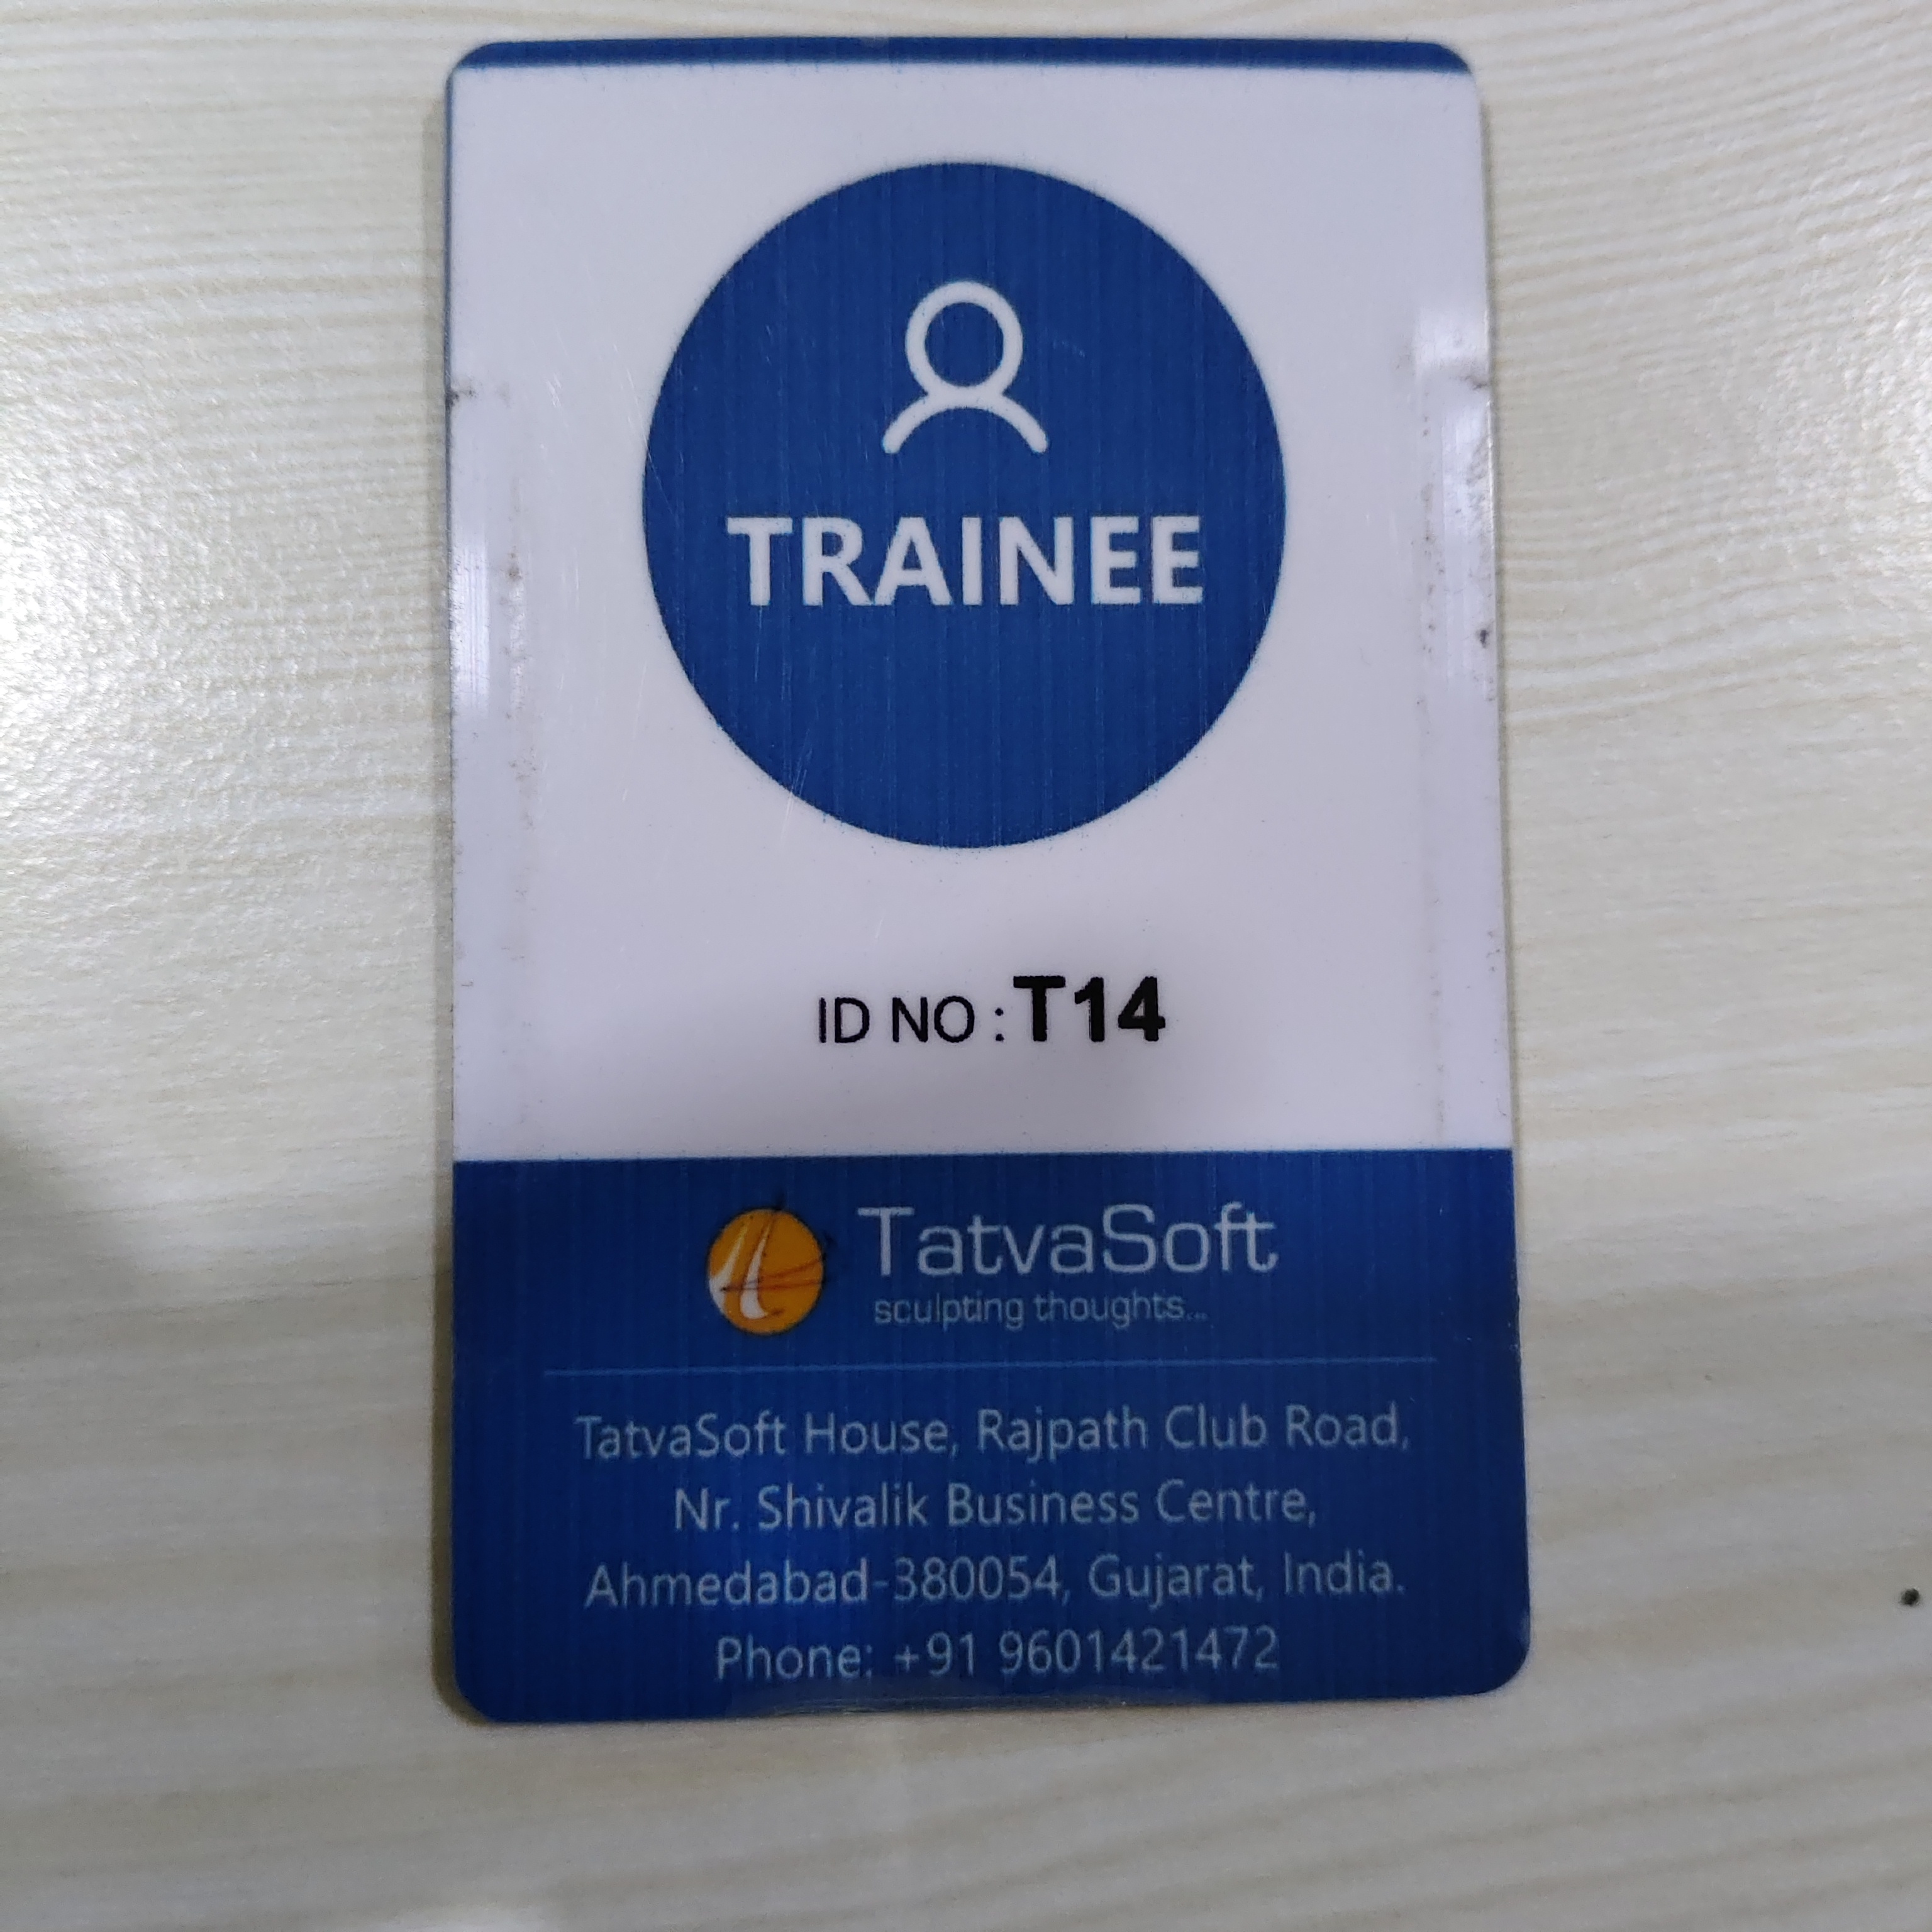 TRAINEE
ID NO : T14
TatvaSoft
sculpting thoughts...
TatvaSoft House, Rajpath Club Road,
Nr. Shivalik Business Centre,
Ahmedabad-380054, Gujarat, India.
Phone: +91 9601421472